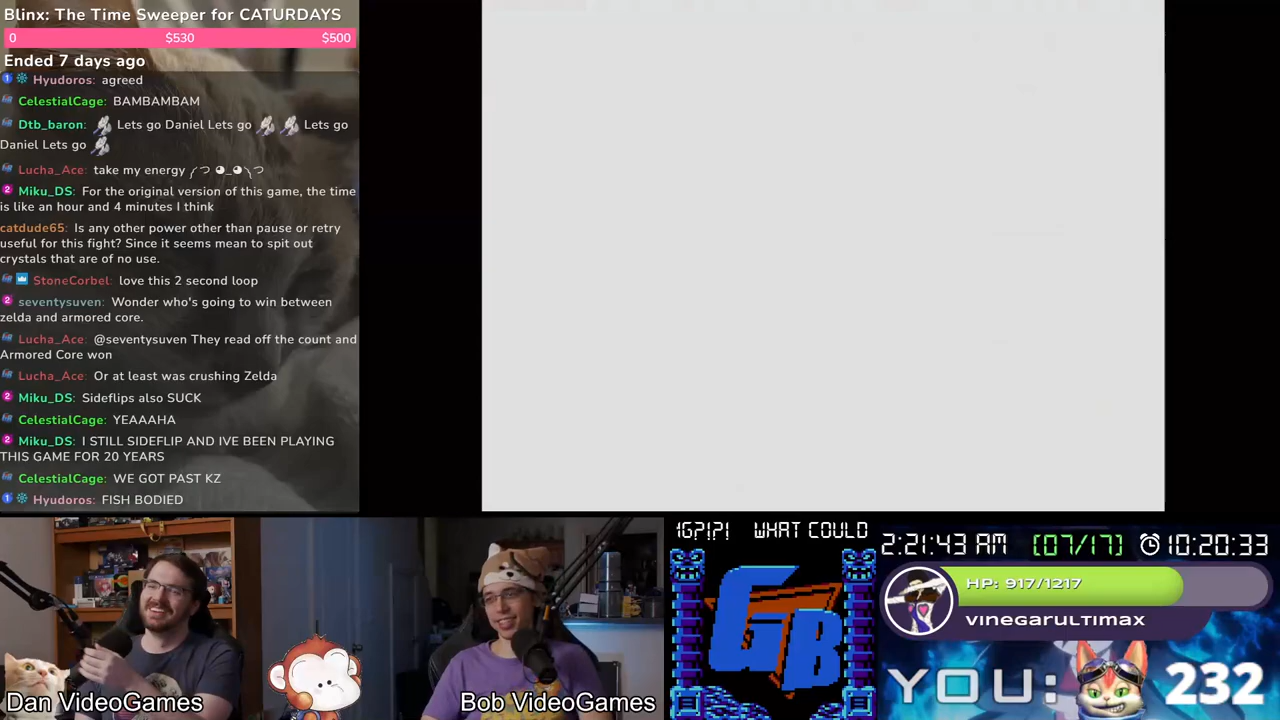 Blinx: The Time Sweeper for CATURDAYS
0 $530 $500
Ended 7 days ago
Hyudoros: agreed
CelestialCage: BAMBAMBAM
Dtb_baron: Lets go Daniel Lets go Lets go
Daniel Lets go
Lucha_Ace: take my energy ༼つ ◕_◕༽つ
Miku_DS: For the original version of this game, the time
is like an hour and 4 minutes I think
catdude65: Is any other power other than pause or retry
useful for this fight? Since it seems mean to spit out
crystals that are of no use.
StoneCorbel: love this 2 second loop
seventysuven: Wonder who's going to win between
zelda and armored core.
Lucha_Ace: @seventysuven They read off the count and
Armored Core won
Lucha_Ace: Or at least was crushing Zelda
Miku_DS: Sideflips also SUCK
CelestialCage: YEAAAHA
Miku_DS: I STILL SIDEFLIP AND IVE BEEN PLAYING
THIS GAME FOR 20 YEARS
CelestialCage: WE GOT PAST KZ
Hyudoros: FISH BODIED
16?!?! WHAT COULD
2:21:43 AM [07/17] 10:20:33
HP: 917/1217
vinegarultimax
GB
YOU: 232
Dan VideoGames
Bob VideoGames